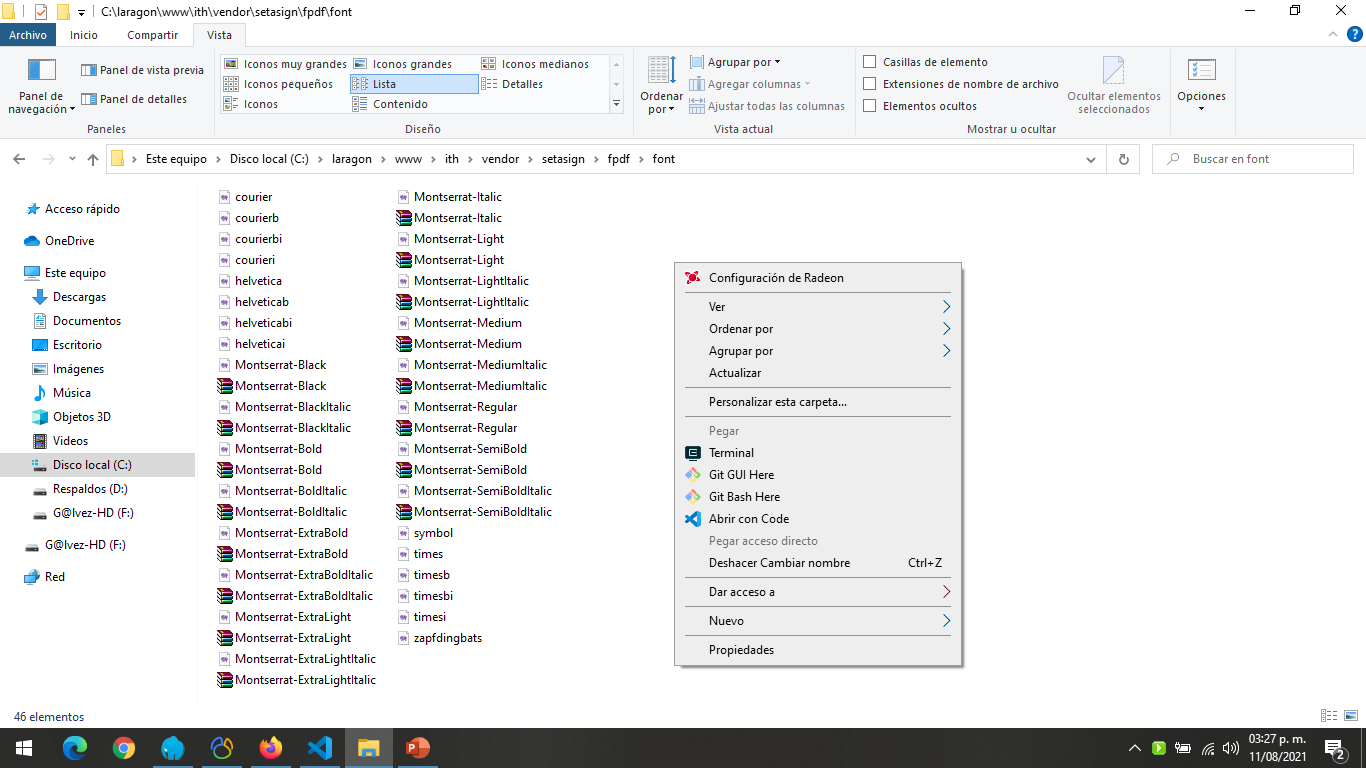 C:\laragon\www\ith\vendor\setasign\fpdf\font
Archivo Inicio Compartir Vista
Panel de navegación
Panel de vista previa
Panel de detalles
Paneles
Iconos muy grandes Iconos grandes Iconos medianos
Iconos pequeños Lista Detalles
Iconos Contenido
Diseño
Ordenar por
Agrupar por
Agregar columnas
Ajustar todas las columnas
Vista actual
Casillas de elemento
Extensiones de nombre de archivo
Elementos ocultos
Ocultar elementos seleccionados
Mostrar u ocultar
Opciones
Este equipo Disco local (C:) laragon www ith vendor setasign fpdf font
Buscar en font
Acceso rápido
OneDrive
Este equipo
Descargas
Documentos
Escritorio
Imágenes
Música
Objetos 3D
Videos
Disco local (C:)
Respaldos (D:)
G@lvez-HD (F:)
G@lvez-HD (F:)
Red
courier
courierb
courierbi
courieri
helvetica
helveticab
helveticabi
helveticai
Montserrat-Black
Montserrat-Black
Montserrat-BlackItalic
Montserrat-BlackItalic
Montserrat-Bold
Montserrat-Bold
Montserrat-BoldItalic
Montserrat-BoldItalic
Montserrat-ExtraBold
Montserrat-ExtraBold
Montserrat-ExtraBoldItalic
Montserrat-ExtraBoldItalic
Montserrat-ExtraLight
Montserrat-ExtraLight
Montserrat-ExtraLightItalic
Montserrat-ExtraLightItalic
Montserrat-Italic
Montserrat-Italic
Montserrat-Light
Montserrat-Light
Montserrat-LightItalic
Montserrat-LightItalic
Montserrat-Medium
Montserrat-Medium
Montserrat-MediumItalic
Montserrat-MediumItalic
Montserrat-Regular
Montserrat-Regular
Montserrat-SemiBold
Montserrat-SemiBold
Montserrat-SemiBoldItalic
Montserrat-SemiBoldItalic
symbol
times
timesb
timesbi
timesi
zapfdingbats
Configuración de Radeon
Ver
Ordenar por
Agrupar por
Actualizar
Personalizar esta carpeta...
Pegar
Terminal
Git GUI Here
Git Bash Here
Abrir con Code
Pegar acceso directo
Deshacer Cambiar nombre Ctrl+Z
Dar acceso a
Nuevo
Propiedades
46 elementos
03:27 p. m.
11/08/2021
2